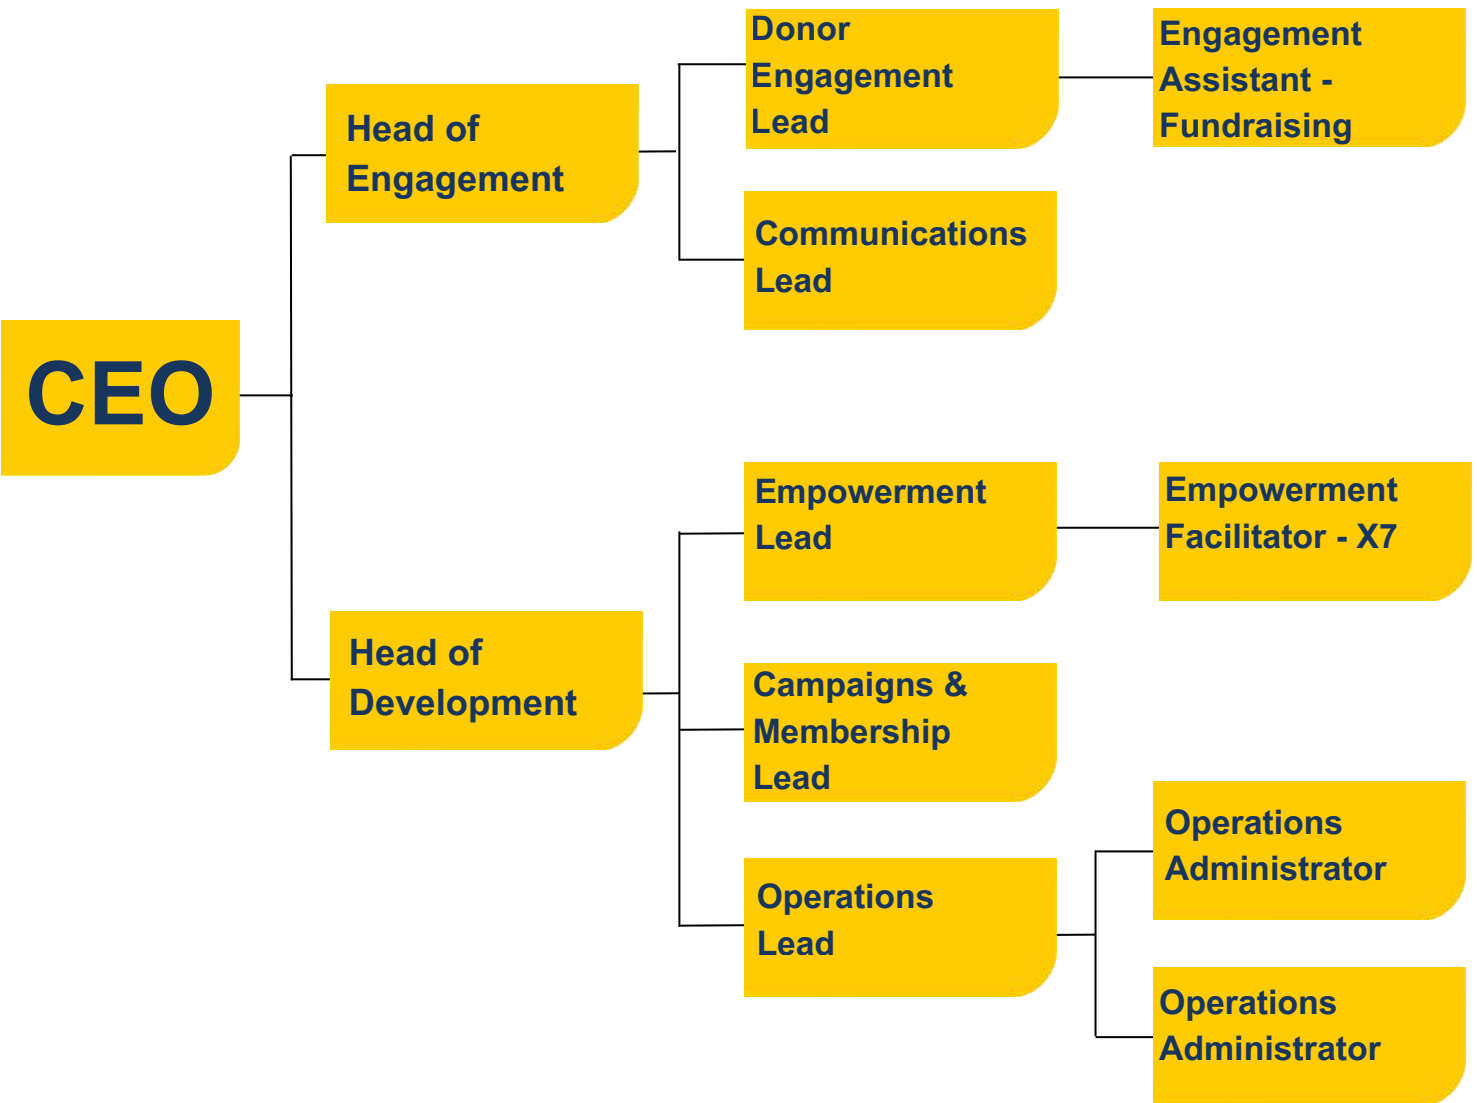 Donor
Engagement
Lead
Engagement
Assistant -
Fundraising
Head of
Engagement
Communications
Lead
CEO
Empowerment
Lead
Empowerment
Facilitator - X7
Head of
Development
Campaigns &
Membership
Lead
Operations
Lead
Operations
Administrator
Operations
Administrator